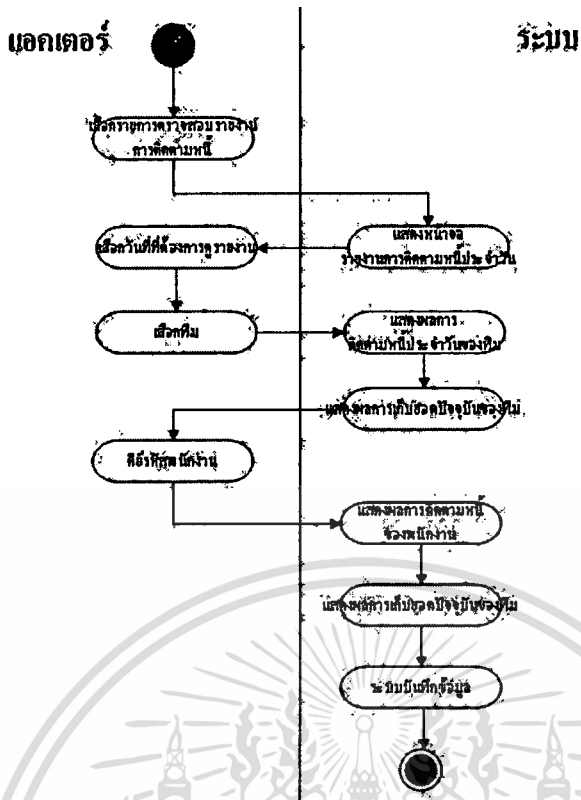 แอคเตอร์
ระบบ
เลือกรายการตรวจสอบรายงาน
การติดตามหนี้
แสดงหน้าจอ
รายงานการติดตามหนี้ประจำวัน
เลือกวันที่ที่ต้องการดูรายงาน
เลือกทีม
แสดงผลการ
ติดตามหนี้ประจำวันของทีม
แสดงผลการเก็บยอดปัจจุบันของทีม
คีย์รหัสพนักงาน
แสดงผลการติดตามหนี้
ของพนักงาน
แสดงผลการเก็บยอดปัจจุบันของทีม
ระบบบันทึกข้อมูล